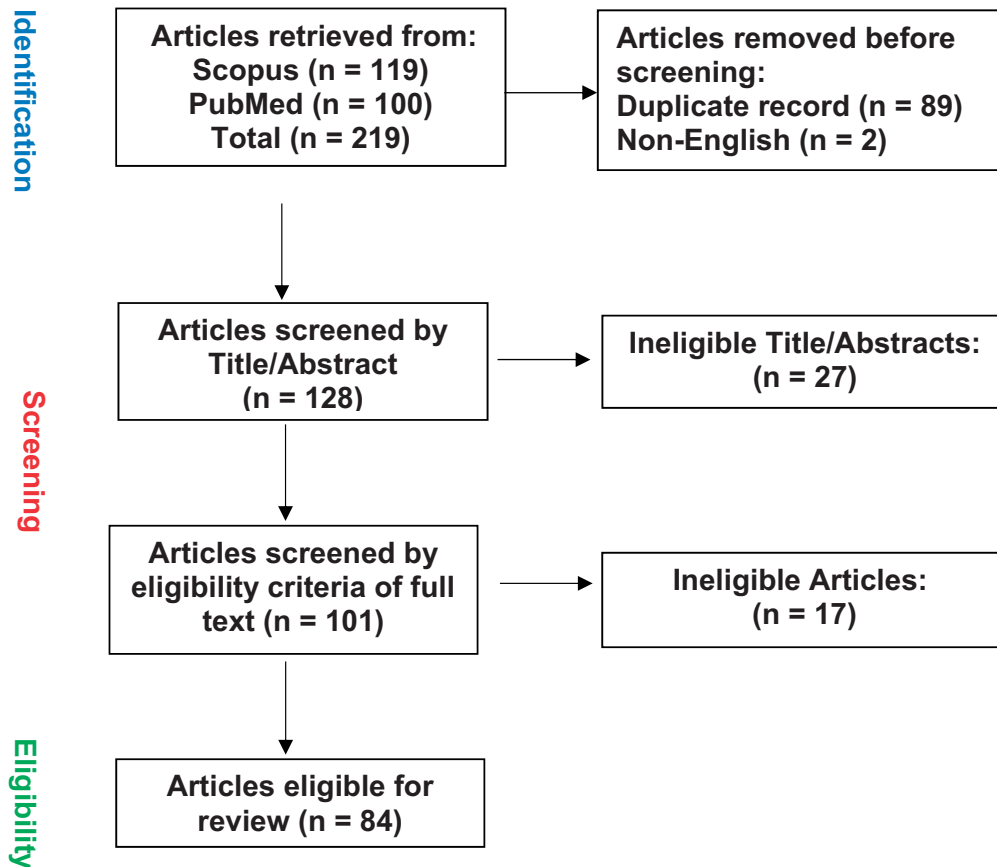 Identification
Articles retrieved from:
Scopus (n = 119)
PubMed (n = 100)
Total (n = 219)
Articles removed before
screening:
Duplicate record (n = 89)
Non-English (n = 2)
Screening
Articles screened by
Title/Abstract
(n = 128)
Ineligible Title/Abstracts:
(n = 27)
Articles screened by
eligibility criteria of full
text (n = 101)
Ineligible Articles:
(n = 17)
Eligibility
Articles eligible for
review (n = 84)